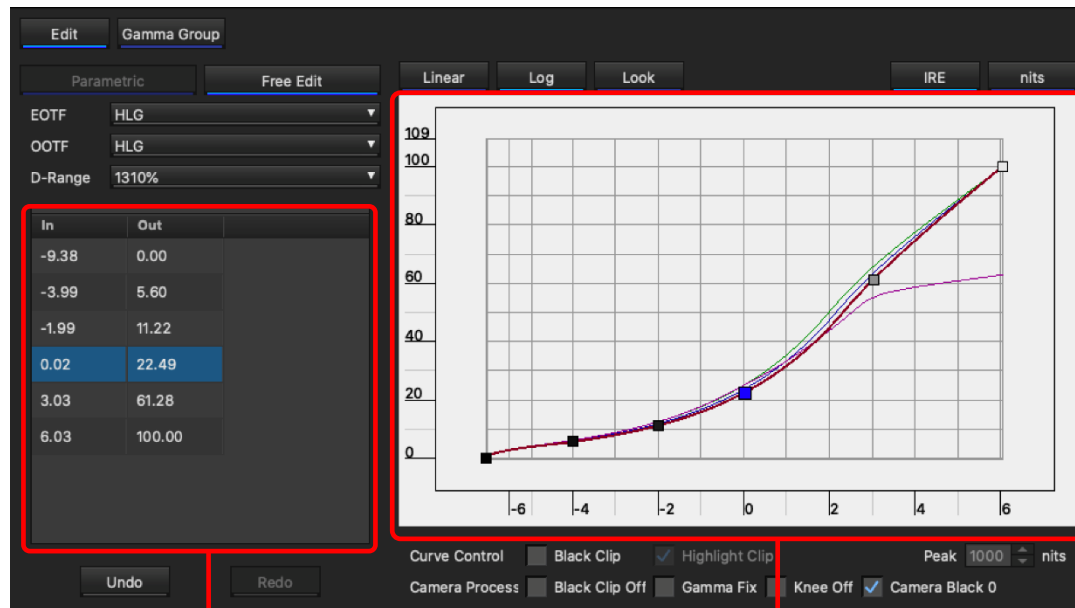 Edit Gamma Group
Parametric Free Edit Linear Log Look IRE nits
EOTF HLG
OOTF HLG
D-Range 1310%
In Out
-9.38 0.00
-3.99 5.60
-1.99 11.22
0.02 22.49
3.03 61.28
6.03 100.00
109
100
80
60
40
20
0
-6 -4 -2 0 2 4 6
Curve Control Black Clip Highlight Clip Peak 1000 nits
Undo Redo Camera Process Black Clip Off Gamma Fix Knee Off Camera Black 0